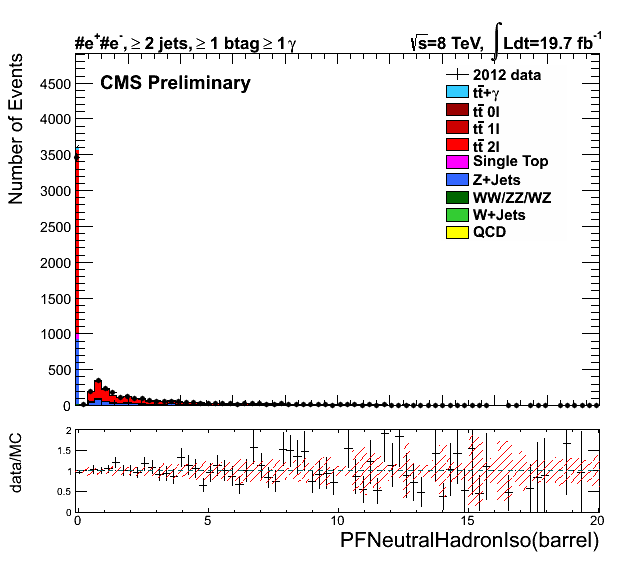 #e⁺#e⁻, ≥ 2 jets, ≥ 1 btag ≥ 1 γ
√s=8 TeV, ∫ Ldt=19.7 fb⁻¹
CMS Preliminary
2012 data
tt̄+γ
tt̄ 0l
tt̄ 1l
tt̄ 2l
Single Top
Z+Jets
WW/ZZ/WZ
W+Jets
QCD
Number of Events
4500
4000
3500
3000
2500
2000
1500
1000
500
0
data/MC
2
1.5
1
0.5
0
0 5 10 15 20
PFNeutralHadronIso(barrel)